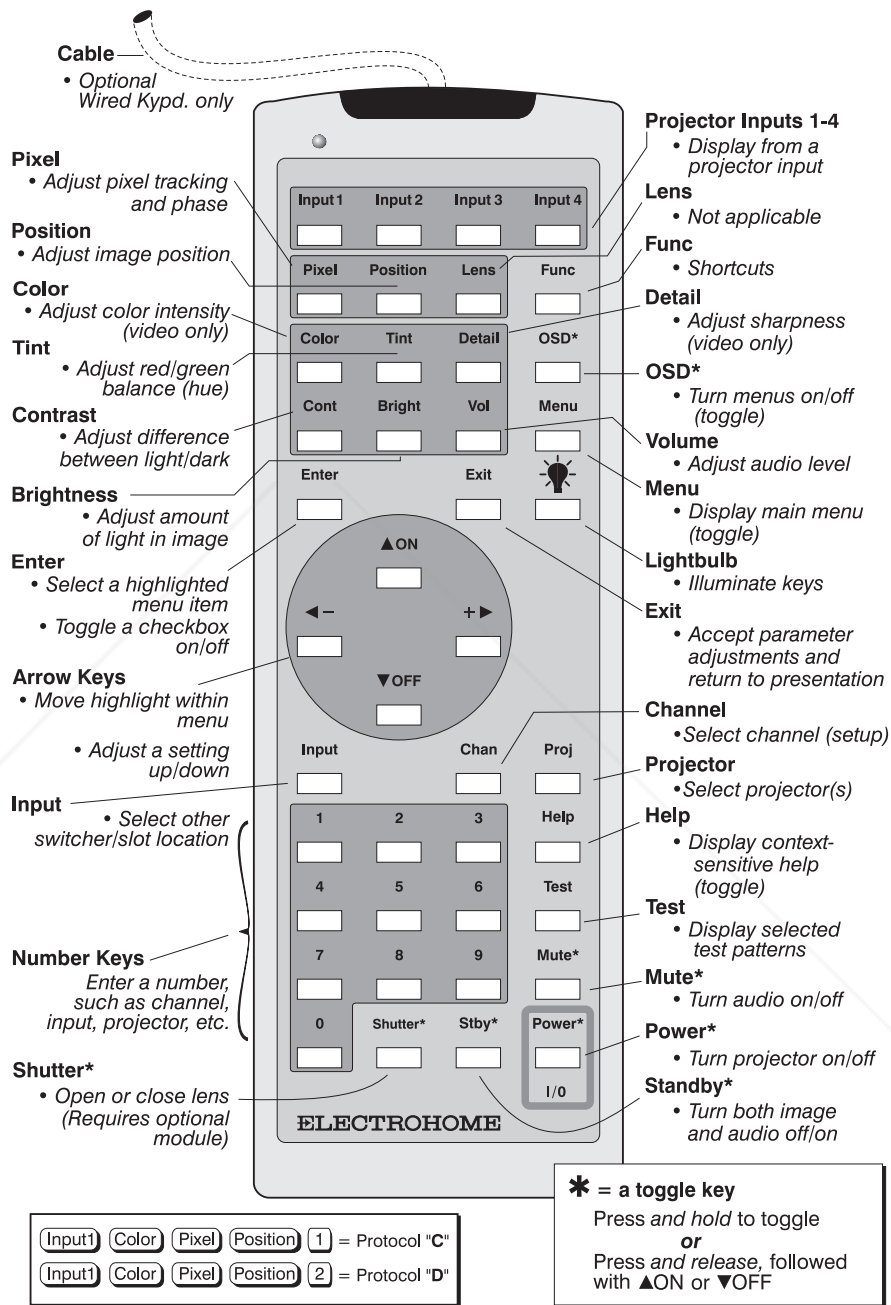 Cable
• Optional
Wired Kypd. only
Pixel
• Adjust pixel tracking
and phase
Position
• Adjust image position
Color
• Adjust color intensity
(video only)
Tint
• Adjust red/green
balance (hue)
Contrast
• Adjust difference
between light/dark
Brightness
• Adjust amount
of light in image
Enter
• Select a highlighted
menu item
• Toggle a checkbox
on/off
Arrow Keys
• Move highlight within
menu
• Adjust a setting
up/down
Input
• Select other
switcher/slot location
Number Keys
Enter a number,
such as channel,
input, projector, etc.
Shutter*
• Open or close lens
(Requires optional
module)
Input 1 Input 2 Input 3 Input 4
Pixel Position Lens Func
Color Tint Detail OSD*
Cont Bright Vol Menu
Enter Exit
▲ON
◄– +►
▼OFF
Input Chan Proj
1 2 3 Help
4 5 6 Test
7 8 9 Mute*
0 Shutter* Stby* Power*
I/0
ELECTROHOME
Projector Inputs 1-4
• Display from a
projector input
Lens
• Not applicable
Func
• Shortcuts
Detail
• Adjust sharpness
(video only)
OSD*
• Turn menus on/off
(toggle)
Volume
• Adjust audio level
Menu
• Display main menu
(toggle)
Lightbulb
• Illuminate keys
Exit
• Accept parameter
adjustments and
return to presentation
Channel
•Select channel (setup)
Projector
•Select projector(s)
Help
• Display context-
sensitive help
(toggle)
Test
• Display selected
test patterns
Mute*
• Turn audio on/off
Power*
• Turn projector on/off
Standby*
• Turn both image
and audio off/on
Input1 Color Pixel Position 1 = Protocol "C"
Input1 Color Pixel Position 2 = Protocol "D"
* = a toggle key
Press and hold to toggle
or
Press and release, followed
with ▲ON or ▼OFF